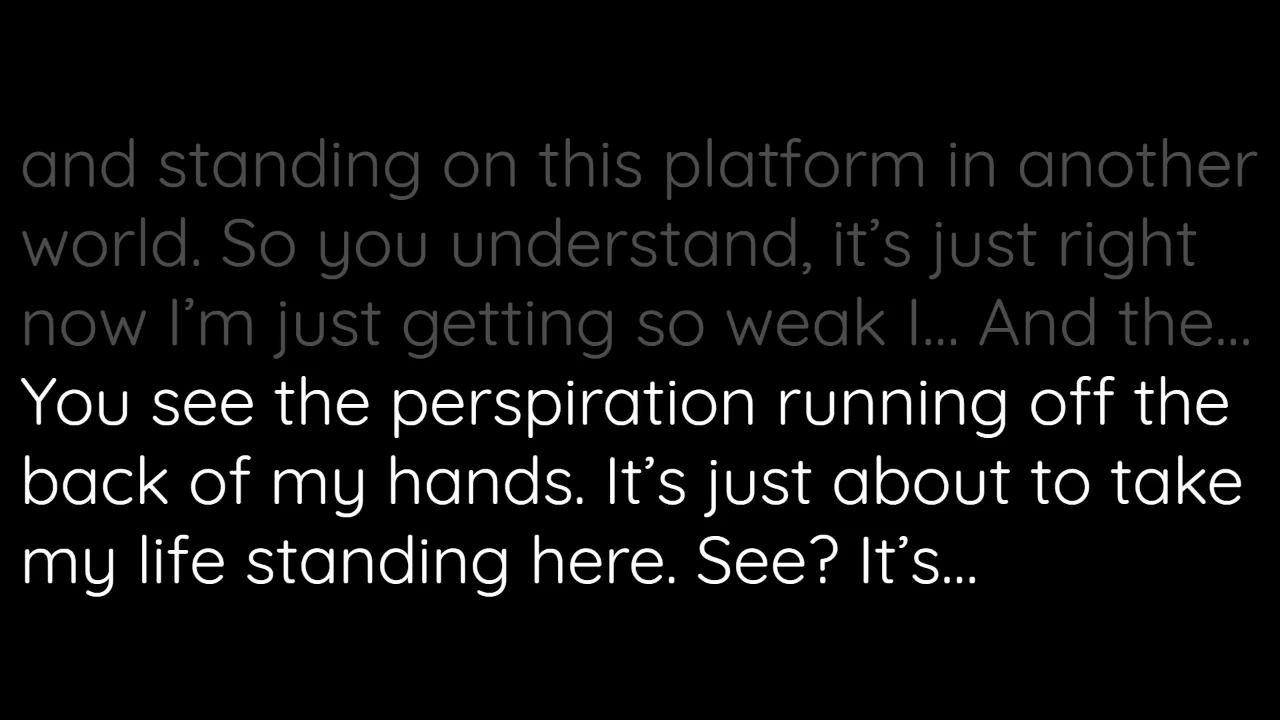 and standing on this platform in another
world. So you understand, it’s just right
now I’m just getting so weak I... And the...
You see the perspiration running off the
back of my hands. It’s just about to take
my life standing here. See? It’s...